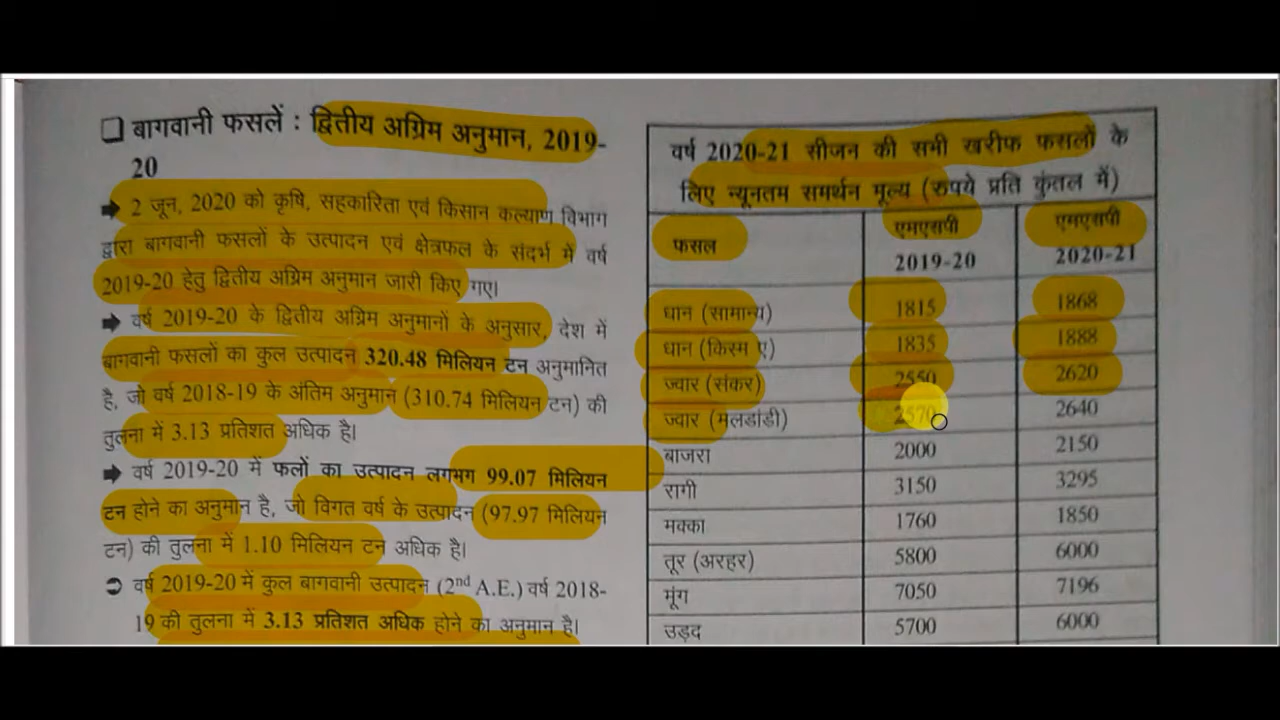 ❑ बागवानी फसलें : द्वितीय अग्रिम अनुमान, 2019-
20
➡ 2 जून, 2020 को कृषि, सहकारिता एवं किसान कल्याण विभाग
द्वारा बागवानी फसलों के उत्पादन एवं क्षेत्रफल के संदर्भ में वर्ष
2019-20 हेतु द्वितीय अग्रिम अनुमान जारी किए गए।
➡ वर्ष 2019-20 के द्वितीय अग्रिम अनुमानों के अनुसार, देश में
बागवानी फसलों का कुल उत्पादन 320.48 मिलियन टन अनुमानित
है, जो वर्ष 2018-19 के अंतिम अनुमान (310.74 मिलियन टन) की
तुलना में 3.13 प्रतिशत अधिक है।
➡ वर्ष 2019-20 में फलों का उत्पादन लगभग 99.07 मिलियन
टन होने का अनुमान है, जो विगत वर्ष के उत्पादन (97.97 मिलियन
टन) की तुलना में 1.10 मिलियन टन अधिक है।
➲ वर्ष 2019-20 में कुल बागवानी उत्पादन (2nd A.E.) वर्ष 2018-
19 की तुलना में 3.13 प्रतिशत अधिक होने का अनुमान है।
वर्ष 2020-21 सीजन की सभी खरीफ फसलों के
लिए न्यूनतम समर्थन मूल्य (रुपये प्रति कुंतल में)
फसल एमएसपी 2019-20 एमएसपी 2020-21
धान (सामान्य) 1815 1868
धान (किस्म ए) 1835 1888
ज्वार (संकर) 2550 2620
ज्वार (मलडांडी) 2570 2640
बाजरा 2000 2150
रागी 3150 3295
मक्का 1760 1850
तूर (अरहर) 5800 6000
मूंग 7050 7196
उड़द 5700 6000